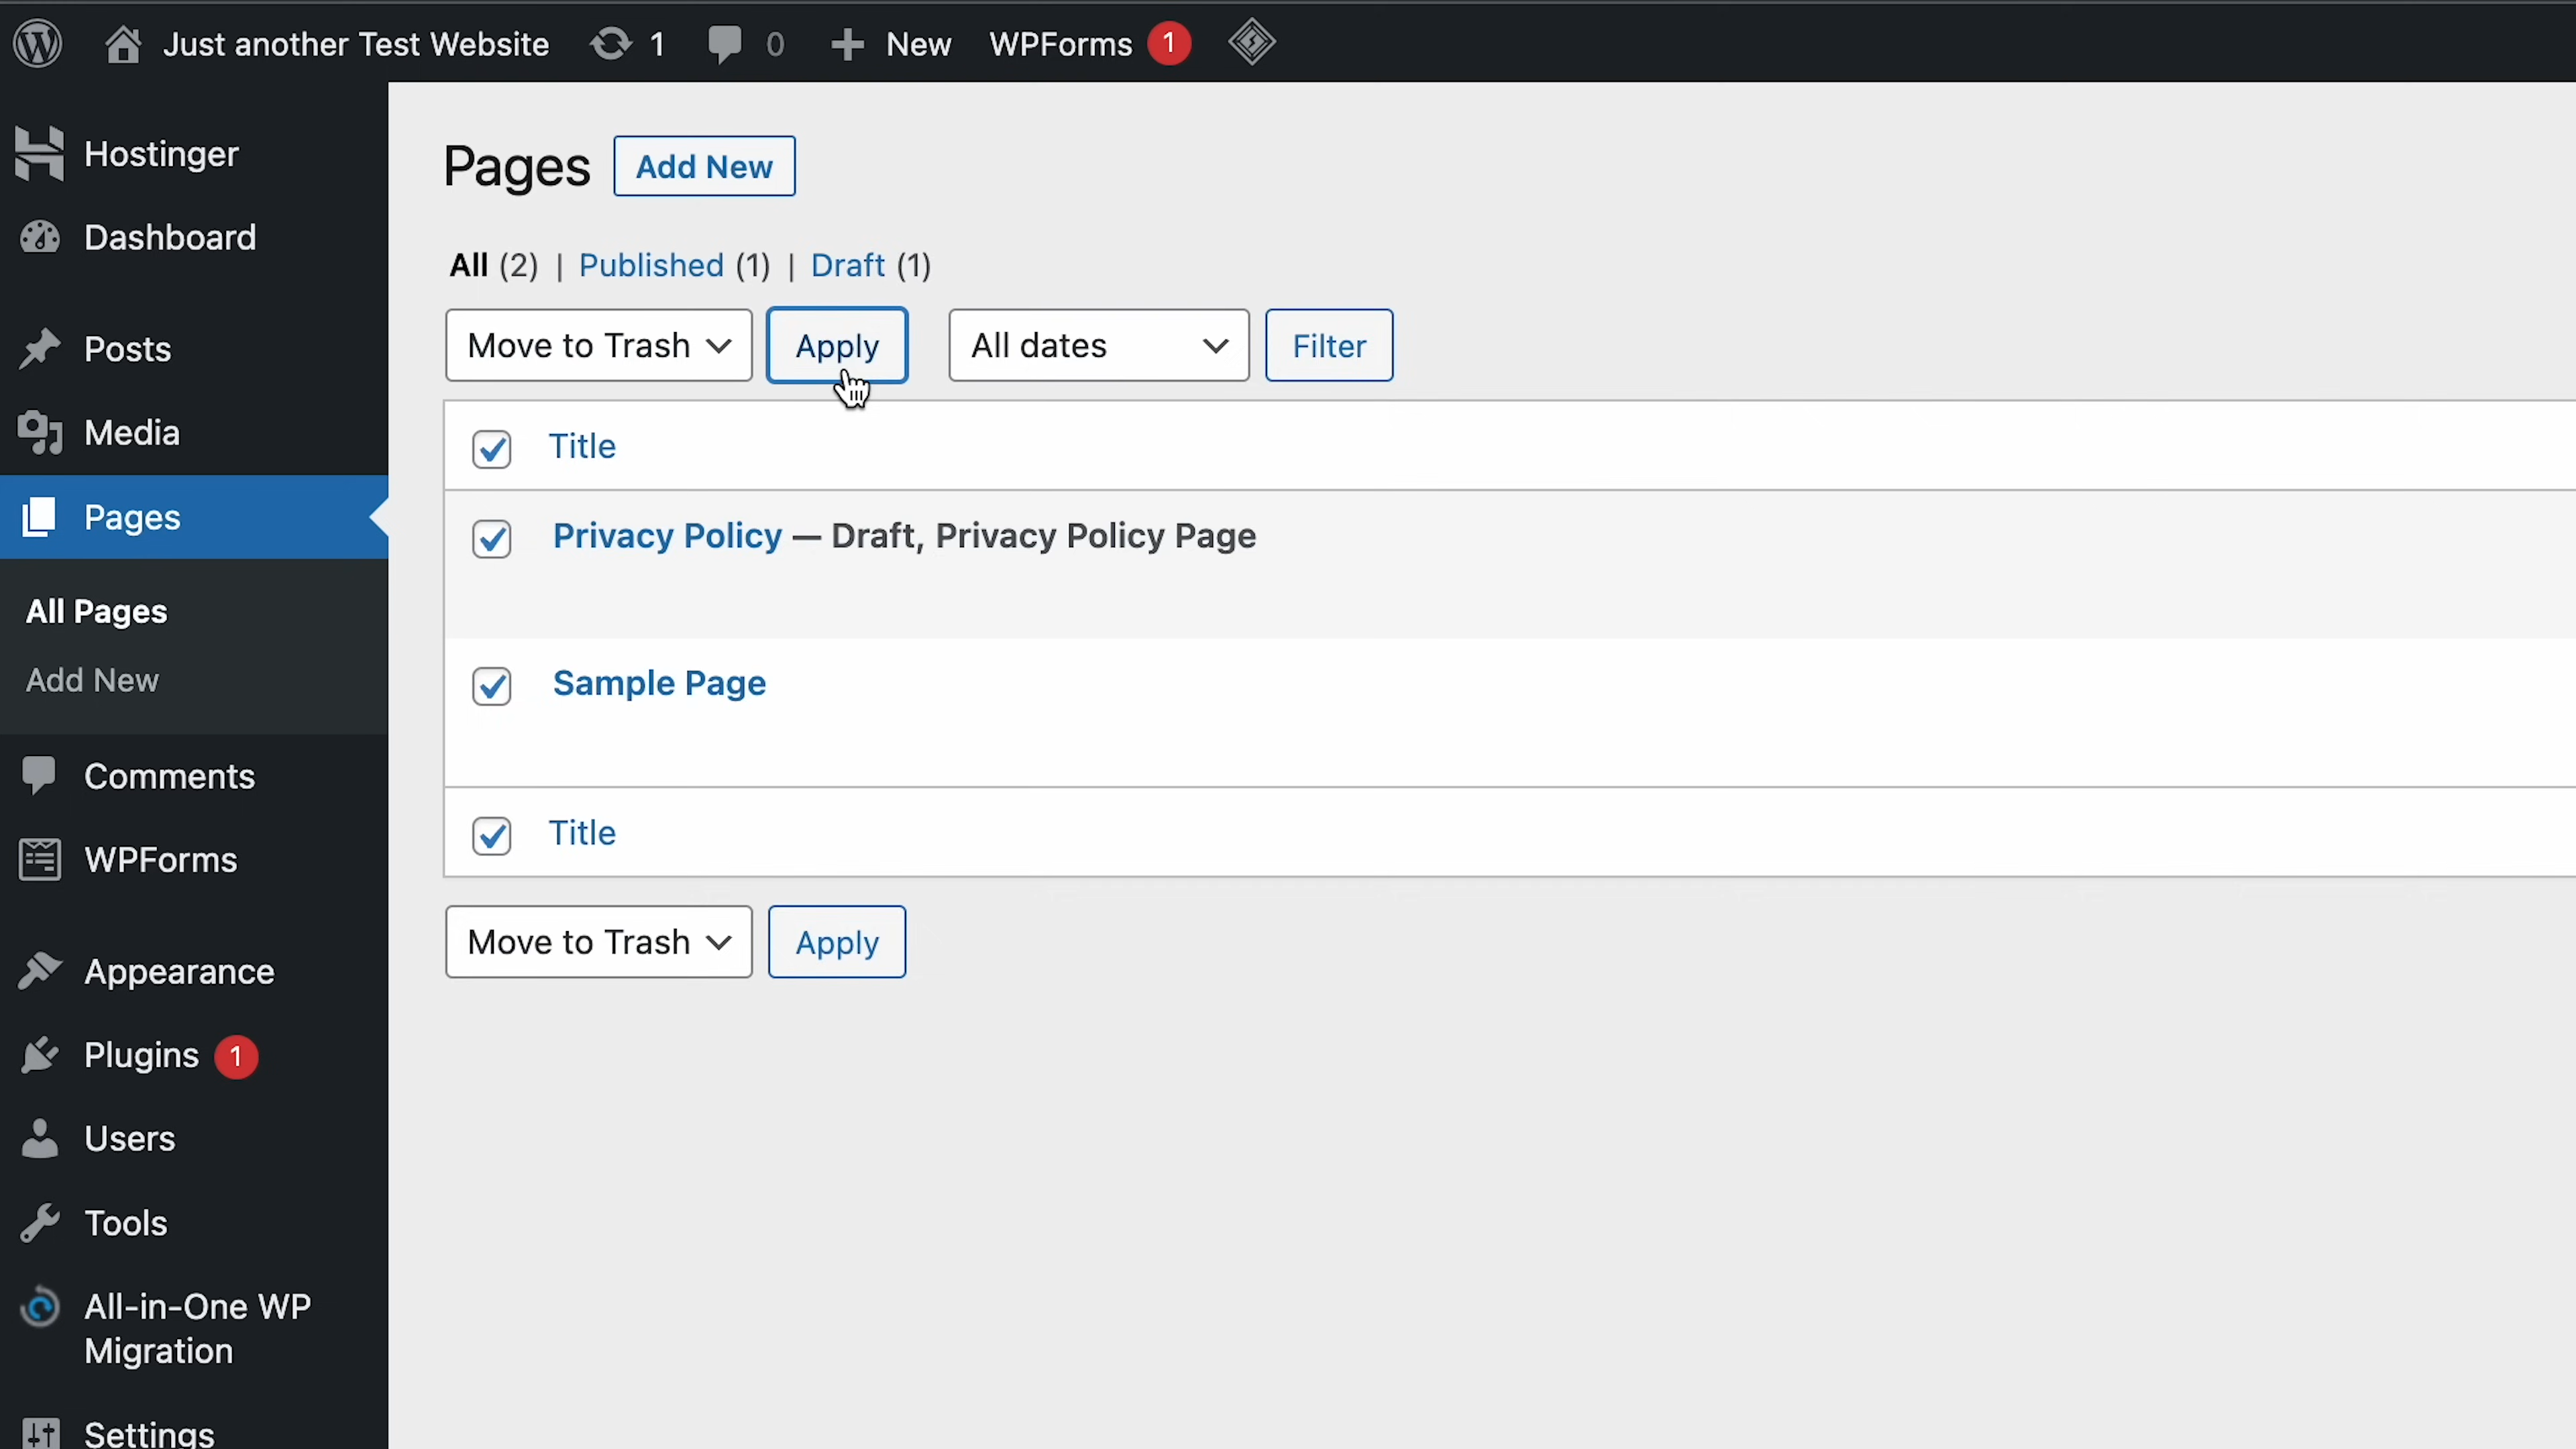 Just another Test Website 1 0 New WPForms 1
Hostinger
Dashboard
Posts
Media
Pages
All Pages
Add New
Comments
WPForms
Appearance
Plugins 1
Users
Tools
All-in-One WP
Migration
Settings
Pages Add New
All (2) | Published (1) | Draft (1)
Move to Trash Apply All dates Filter
Title
Privacy Policy — Draft, Privacy Policy Page
Sample Page
Title
Move to Trash Apply